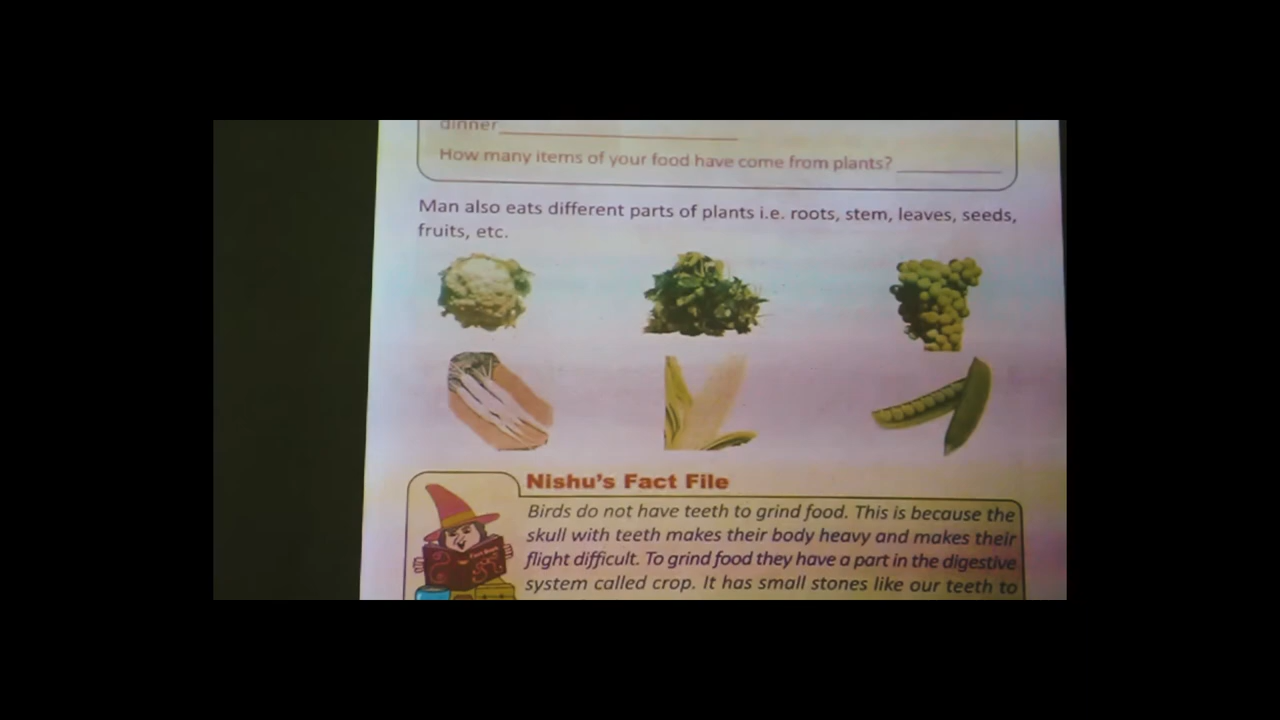 dinner
How many items of your food have come from plants?
Man also eats different parts of plants i.e. roots, stem, leaves, seeds,
fruits, etc.
Nishu's Fact File
Birds do not have teeth to grind food. This is because the
skull with teeth makes their body heavy and makes their
flight difficult. To grind food they have a part in the digestive
system called crop. It has small stones like our teeth to
Fact Book